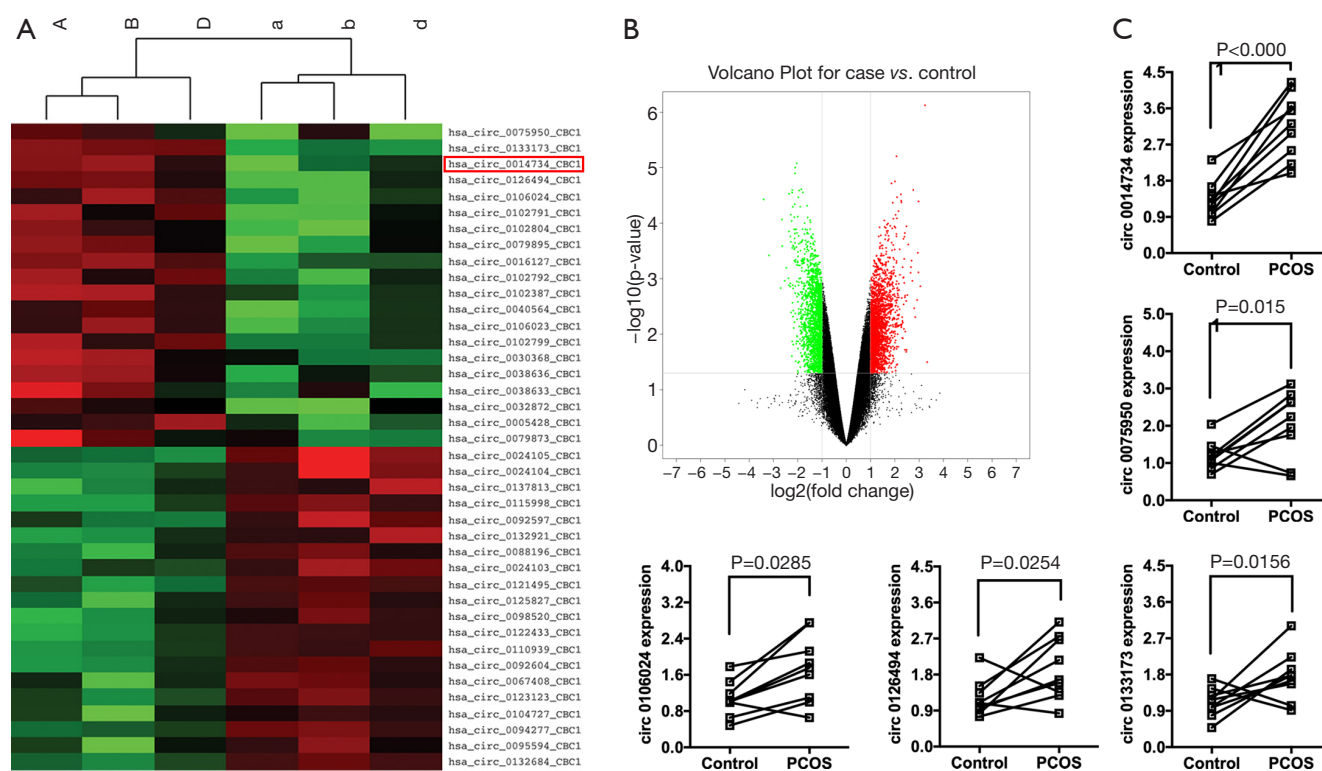 A
A B D a b d
hsa_circ_0075950_CBC1
hsa_circ_0133173_CBC1
hsa_circ_0014734_CBC1
hsa_circ_0126494_CBC1
hsa_circ_0106024_CBC1
hsa_circ_0102791_CBC1
hsa_circ_0102804_CBC1
hsa_circ_0079895_CBC1
hsa_circ_0016127_CBC1
hsa_circ_0102792_CBC1
hsa_circ_0102387_CBC1
hsa_circ_0040564_CBC1
hsa_circ_0106023_CBC1
hsa_circ_0102799_CBC1
hsa_circ_0030368_CBC1
hsa_circ_0038636_CBC1
hsa_circ_0038633_CBC1
hsa_circ_0032872_CBC1
hsa_circ_0005428_CBC1
hsa_circ_0079873_CBC1
hsa_circ_0024105_CBC1
hsa_circ_0024104_CBC1
hsa_circ_0137813_CBC1
hsa_circ_0115998_CBC1
hsa_circ_0092597_CBC1
hsa_circ_0132921_CBC1
hsa_circ_0088196_CBC1
hsa_circ_0024103_CBC1
hsa_circ_0121495_CBC1
hsa_circ_0125827_CBC1
hsa_circ_0098520_CBC1
hsa_circ_0122433_CBC1
hsa_circ_0110939_CBC1
hsa_circ_0092604_CBC1
hsa_circ_0067408_CBC1
hsa_circ_0123123_CBC1
hsa_circ_0104727_CBC1
hsa_circ_0094277_CBC1
hsa_circ_0095594_CBC1
hsa_circ_0132684_CBC1
B
Volcano Plot for case vs. control
−log10(p-value)
6
5
4
3
2
1
0
−7 −6 −5 −4 −3 −2 −1 0 1 2 3 4 5 6 7
log2(fold change)
C
P<0.000
1
circ 0014734 expression
4.5
3.6
2.7
1.8
0.9
0.0
Control PCOS
P=0.015
1
circ 0075950 expression
5.0
4.0
3.0
2.0
1.0
0.0
Control PCOS
P=0.0285
circ 0106024 expression
4.0
3.2
2.4
1.6
0.8
0.0
Control PCOS
P=0.0254
circ 0126494 expression
4.5
3.6
2.7
1.8
0.9
0.0
Control PCOS
P=0.0156
circ 0133173 expression
4.5
3.6
2.7
1.8
0.9
0.0
Control PCOS